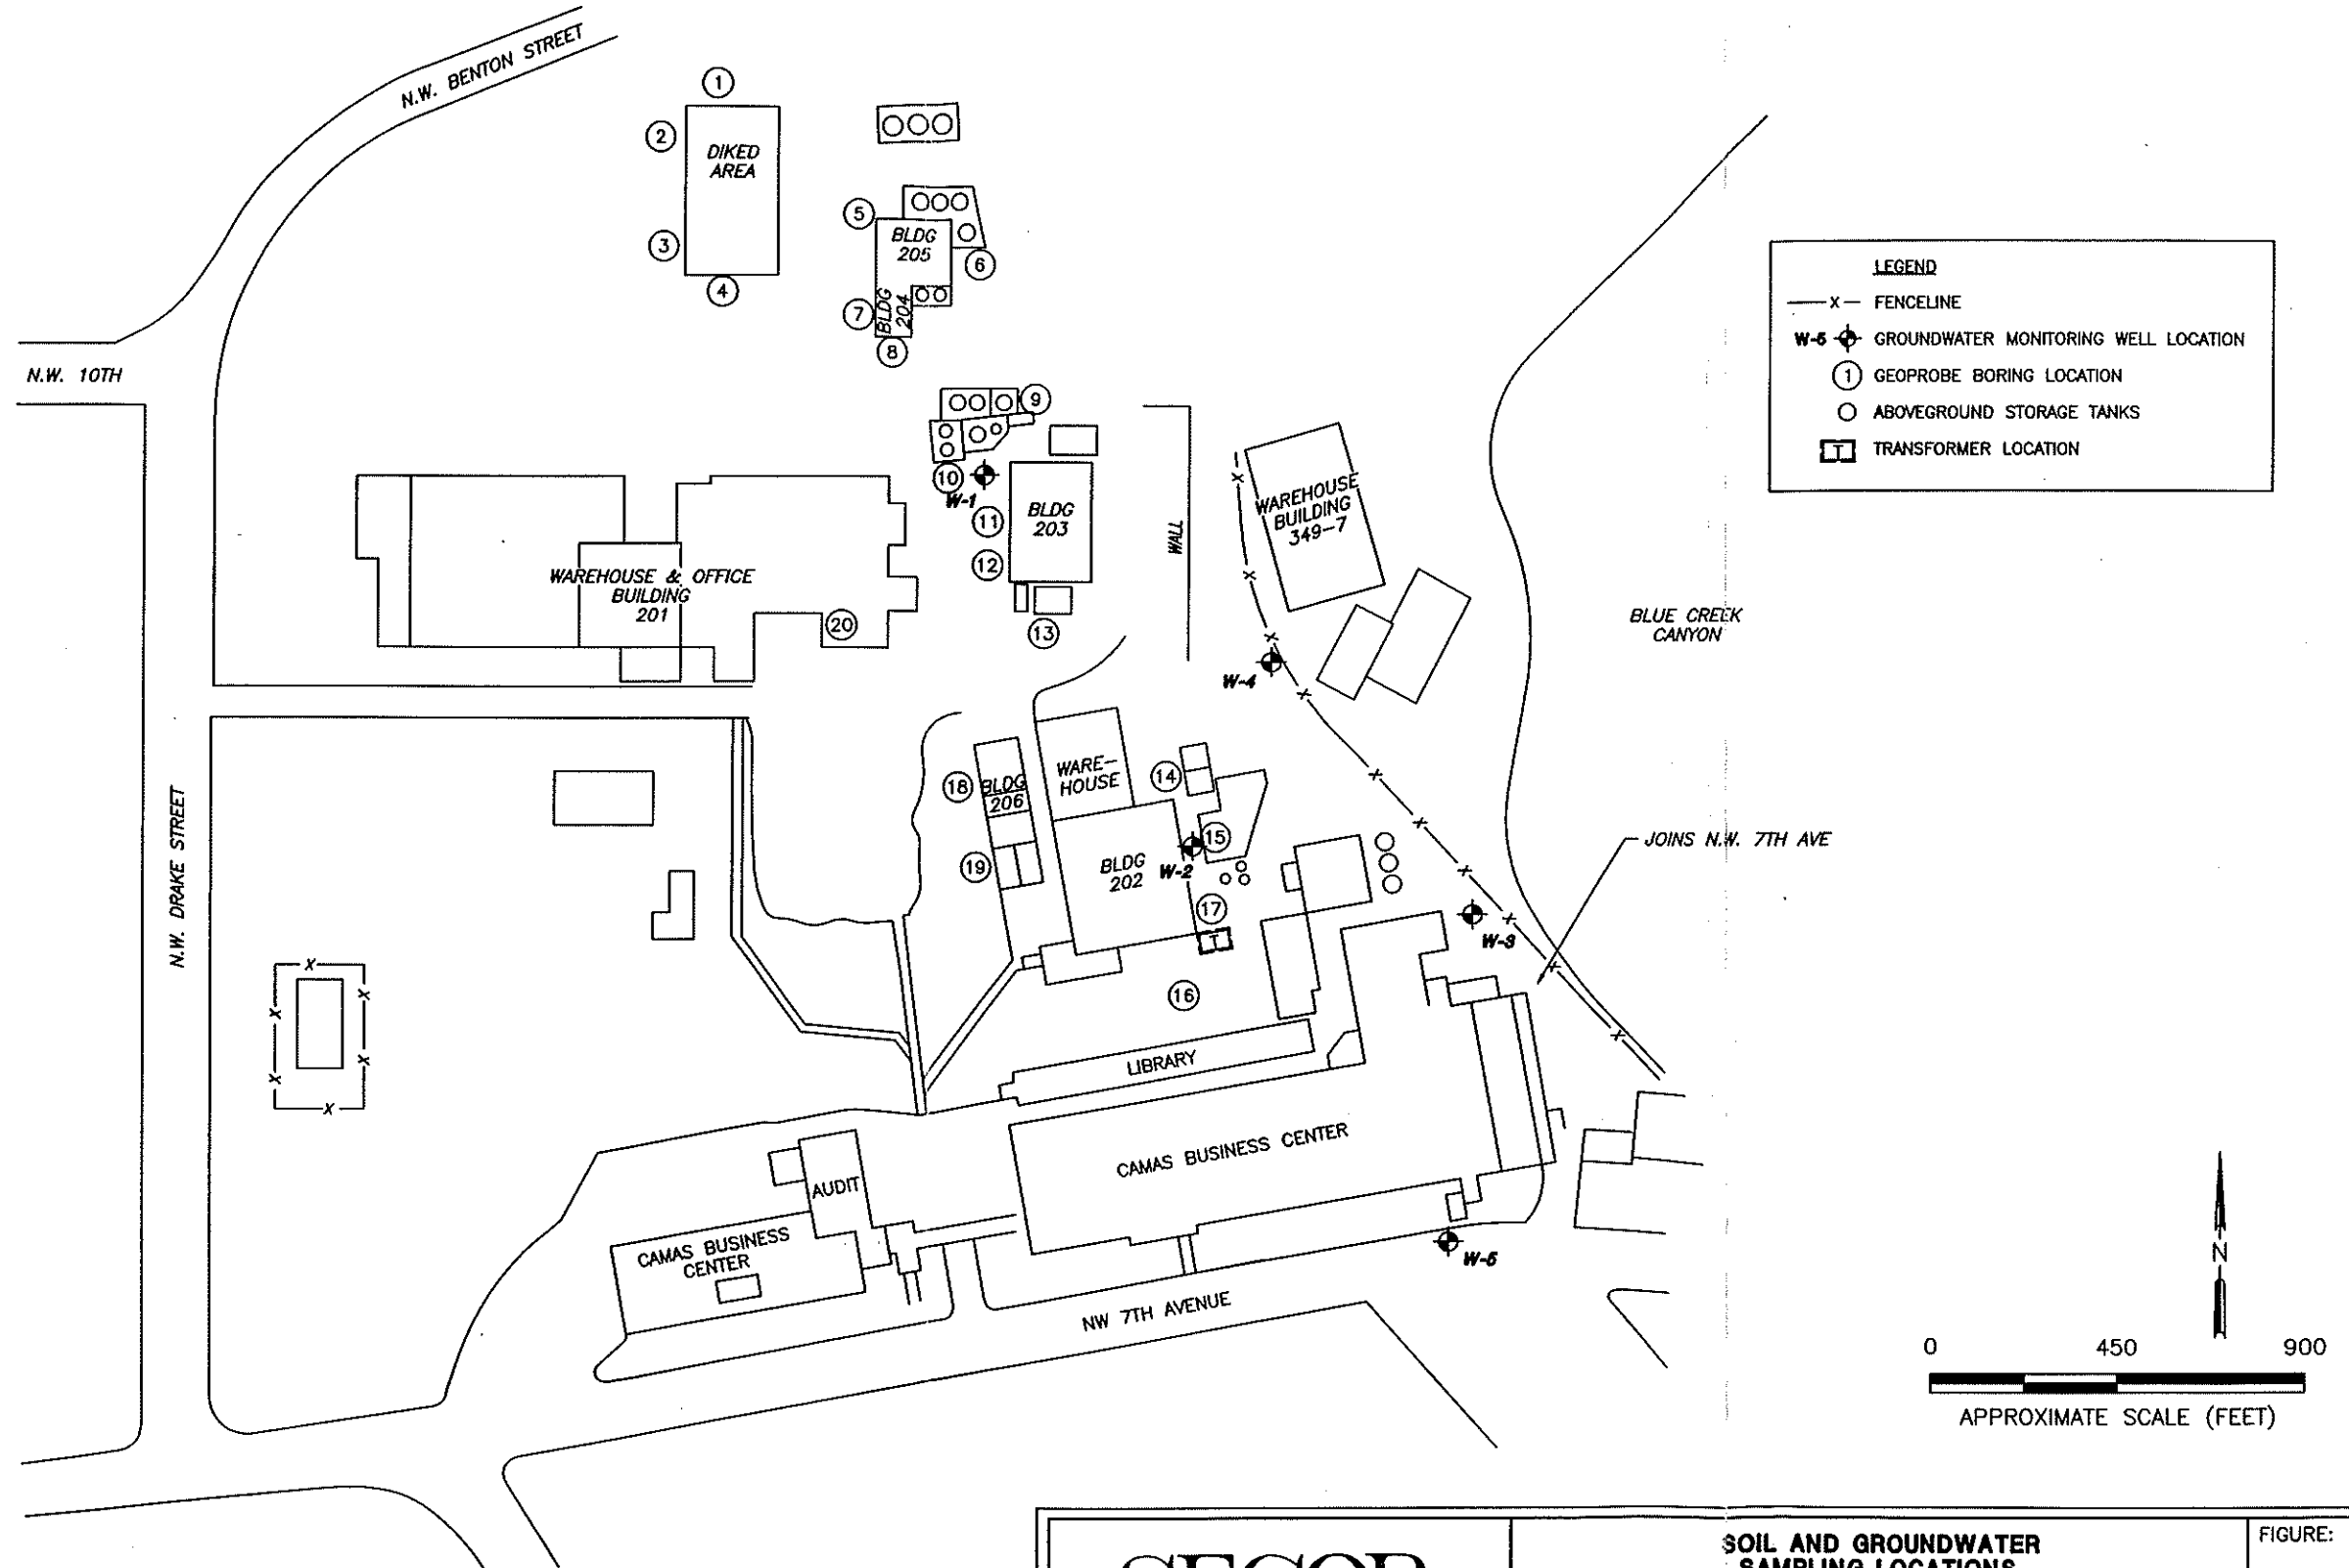 N.W. BENTON STREET
1
2
DIKED
AREA
3
4
5
BLDG
205
6
7
BLDG
204
8
N.W. 10TH
9
10
W-1
11
BLDG
203
12
13
WALL
WAREHOUSE
BUILDING
349-7
WAREHOUSE & OFFICE
BUILDING
201
20
W-4
BLUE CREEK
CANYON
LEGEND
X FENCELINE
W-5 GROUNDWATER MONITORING WELL LOCATION
1 GEOPROBE BORING LOCATION
ABOVEGROUND STORAGE TANKS
T TRANSFORMER LOCATION
N.W. DRAKE STREET
18
BLDG
206
19
WARE-
HOUSE
14
15
BLDG
202
W-2
17
T
16
W-3
JOINS N.W. 7TH AVE
LIBRARY
CAMAS BUSINESS CENTER
AUDIT
CAMAS BUSINESS
CENTER
W-5
NW 7TH AVENUE
N
0 450 900
APPROXIMATE SCALE (FEET)
SECOR
SOIL AND GROUNDWATER
SAMPLING LOCATIONS
FIGURE: